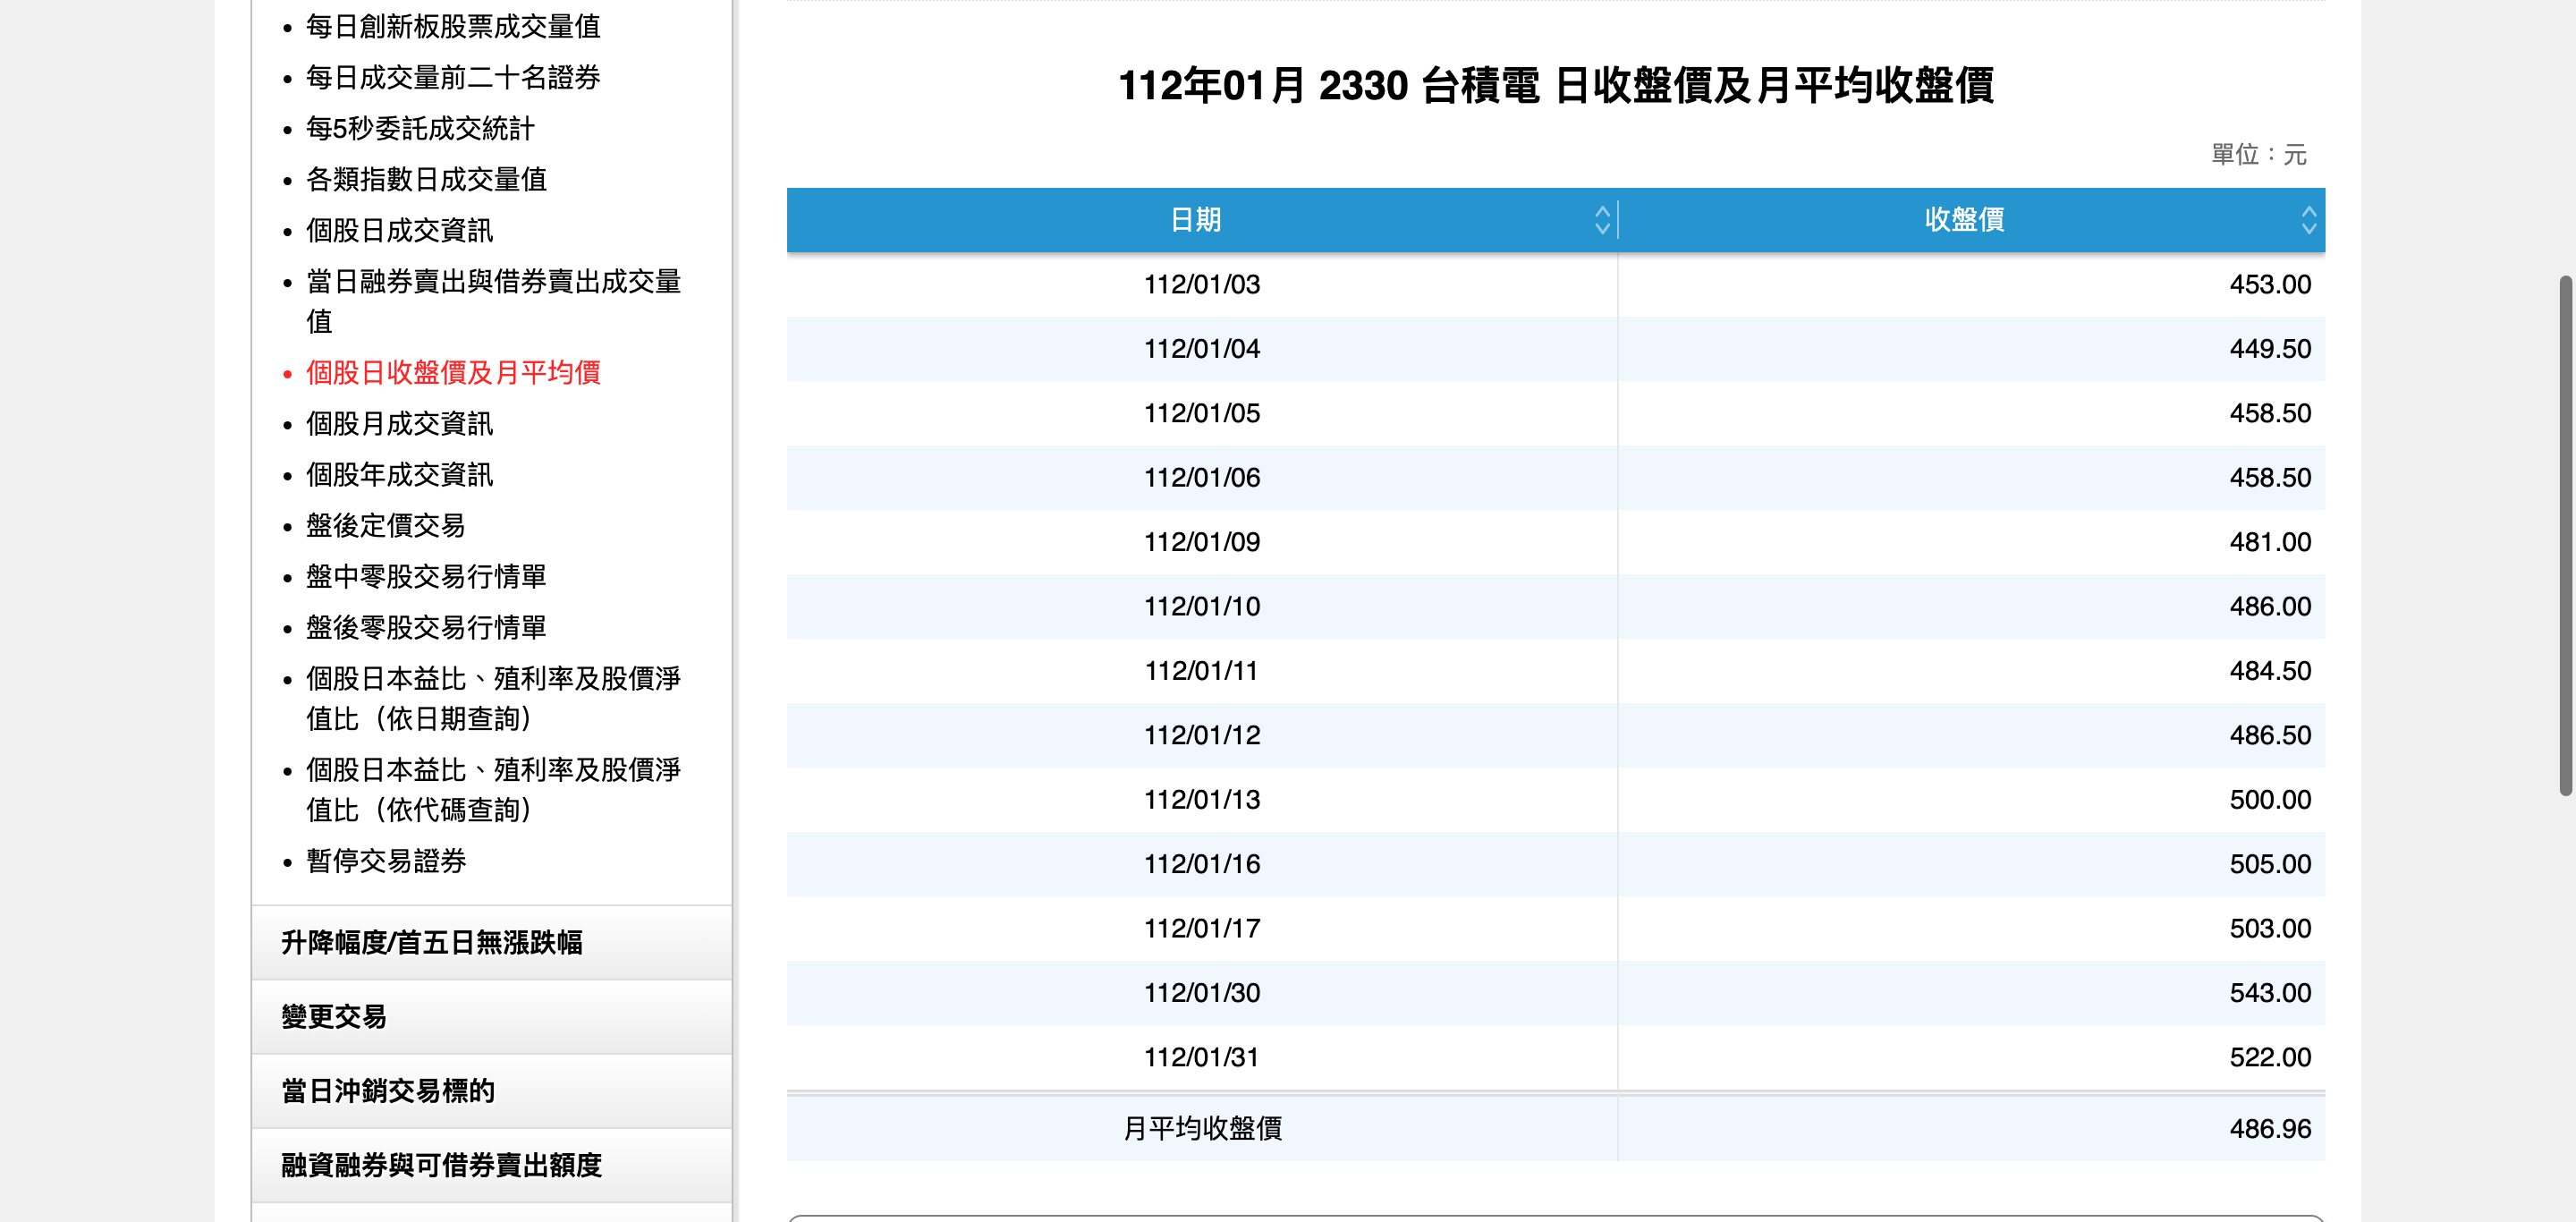 每日創新板股票成交量值
每日成交量前二十名證券
每5秒委託成交統計
各類指數日成交量值
個股日成交資訊
當日融券賣出與借券賣出成交量
值
個股日收盤價及月平均價
個股月成交資訊
個股年成交資訊
盤後定價交易
盤中零股交易行情單
盤後零股交易行情單
個股日本益比、殖利率及股價淨
值比（依日期查詢）
個股日本益比、殖利率及股價淨
值比（依代碼查詢）
暫停交易證券
升降幅度/首五日無漲跌幅
變更交易
當日沖銷交易標的
融資融券與可借券賣出額度
112年01月 2330 台積電 日收盤價及月平均收盤價
單位：元
日期 收盤價
112/01/03 453.00
112/01/04 449.50
112/01/05 458.50
112/01/06 458.50
112/01/09 481.00
112/01/10 486.00
112/01/11 484.50
112/01/12 486.50
112/01/13 500.00
112/01/16 505.00
112/01/17 503.00
112/01/30 543.00
112/01/31 522.00
月平均收盤價 486.96